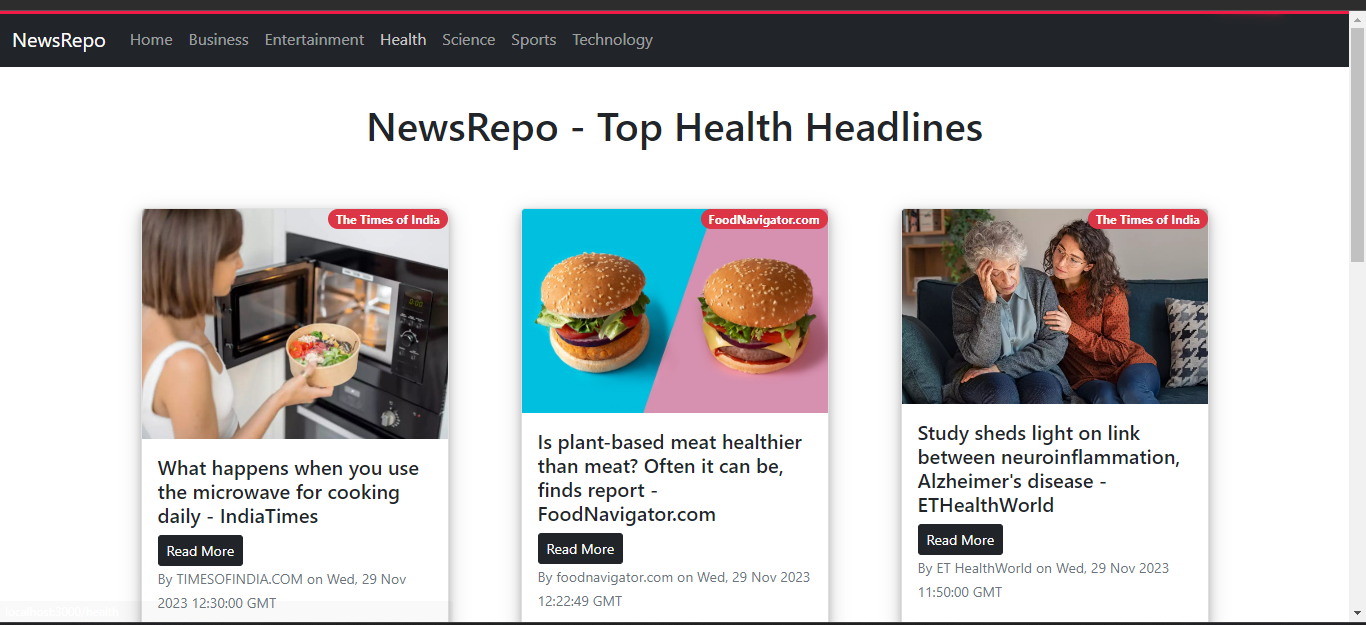 NewsRepo Home Business Entertainment Health Science Sports Technology
NewsRepo - Top Health Headlines
The Times of India
What happens when you use
the microwave for cooking
daily - IndiaTimes
Read More
By TIMESOFINDIA.COM on Wed, 29 Nov
2023 12:30:00 GMT
FoodNavigator.com
Is plant-based meat healthier
than meat? Often it can be,
finds report -
FoodNavigator.com
Read More
By foodnavigator.com on Wed, 29 Nov 2023
12:22:49 GMT
The Times of India
Study sheds light on link
between neuroinflammation,
Alzheimer's disease -
ETHealthWorld
Read More
By ET HealthWorld on Wed, 29 Nov 2023
11:50:00 GMT
localhost:3000/health